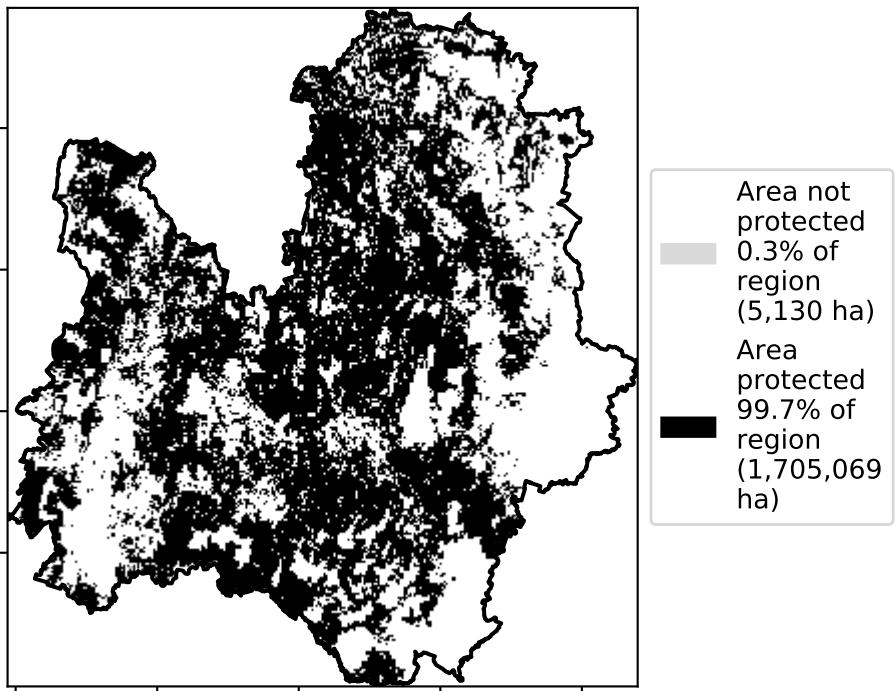 Area not
protected
0.3% of
region
(5,130 ha)
Area
protected
99.7% of
region
(1,705,069
ha)